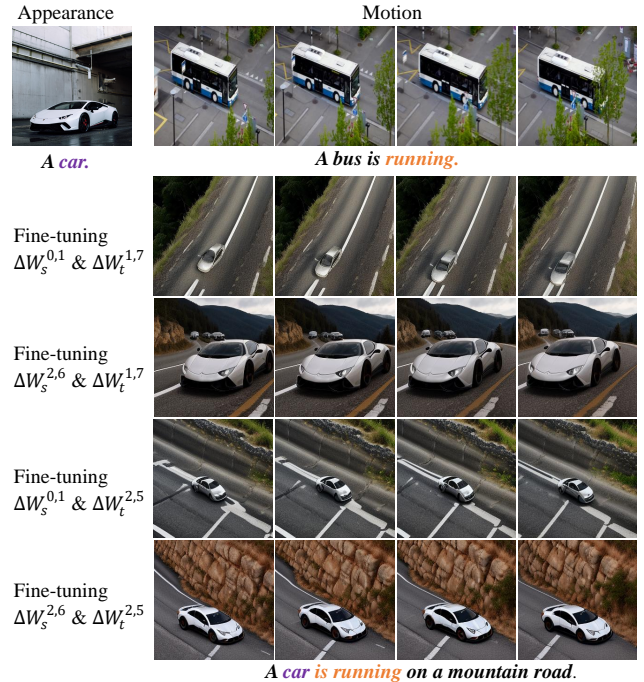 Appearance
Motion
A car.
A bus is running.
Fine-tuning
ΔW_s^{0,1} & ΔW_t^{1,7}
Fine-tuning
ΔW_s^{2,6} & ΔW_t^{1,7}
Fine-tuning
ΔW_s^{0,1} & ΔW_t^{2,5}
Fine-tuning
ΔW_s^{2,6} & ΔW_t^{2,5}
A car is running on a mountain road.